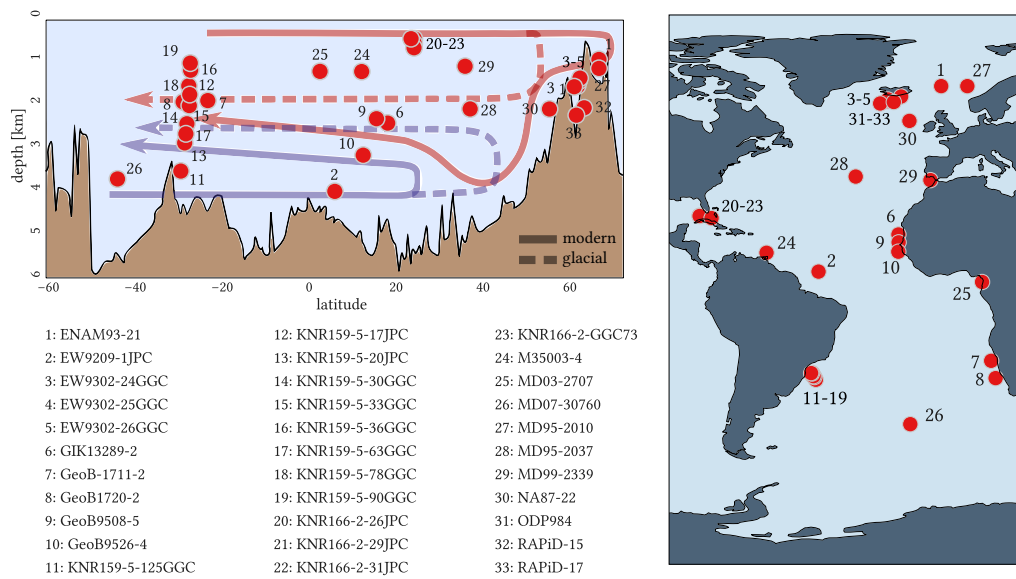 0
1
2
3
4
5
6
depth [km]
−60
−40
−20
0
20
40
60
latitude
19
16
18
12
8
7
14
15
17
13
11
26
25
24
20-23
29
28
9
6
10
2
1
3-5
31
27
30
32
33
modern
glacial
1: ENAM93-21
2: EW9209-1JPC
3: EW9302-24GGC
4: EW9302-25GGC
5: EW9302-26GGC
6: GIK13289-2
7: GeoB-1711-2
8: GeoB1720-2
9: GeoB9508-5
10: GeoB9526-4
11: KNR159-5-125GGC
12: KNR159-5-17JPC
13: KNR159-5-20JPC
14: KNR159-5-30GGC
15: KNR159-5-33GGC
16: KNR159-5-36GGC
17: KNR159-5-63GGC
18: KNR159-5-78GGC
19: KNR159-5-90GGC
20: KNR166-2-26JPC
21: KNR166-2-29JPC
22: KNR166-2-31JPC
23: KNR166-2-GGC73
24: M35003-4
25: MD03-2707
26: MD07-30760
27: MD95-2010
28: MD95-2037
29: MD99-2339
30: NA87-22
31: ODP984
32: RAPiD-15
33: RAPiD-17
1
27
3-5
31-33
30
28
29
20-23
6
9
24
10
2
25
7
8
11-19
26